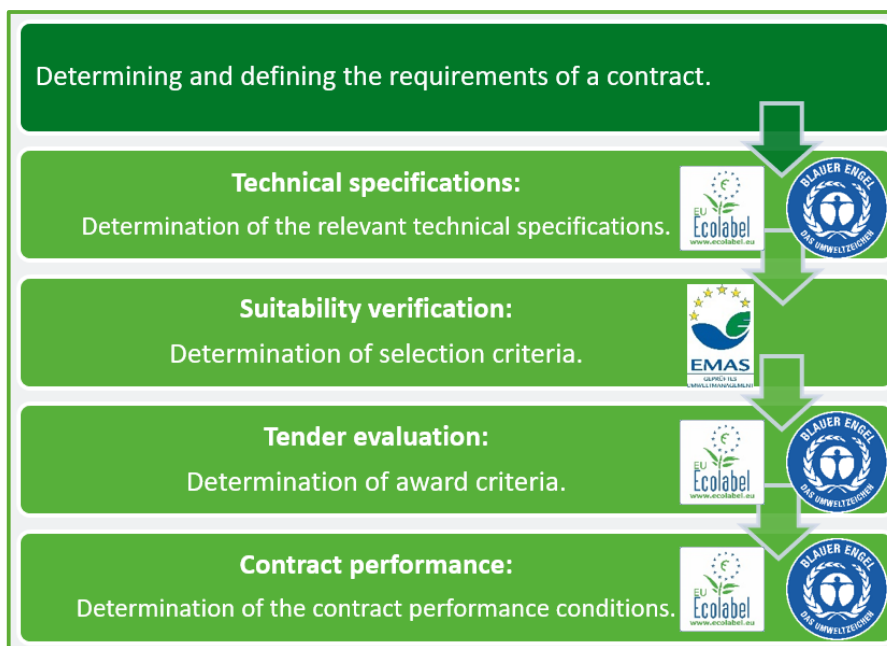 Determining and defining the requirements of a contract.
Technical specifications:
Determination of the relevant technical specifications.
EU
Ecolabel
www.ecolabel.eu
BLAUER ENGEL
DAS UMWELTZEICHEN
Suitability verification:
Determination of selection criteria.
EMAS
GEPRÜFTES
UMWELTMANAGEMENT
Tender evaluation:
Determination of award criteria.
EU
Ecolabel
www.ecolabel.eu
BLAUER ENGEL
DAS UMWELTZEICHEN
Contract performance:
Determination of the contract performance conditions.
EU
Ecolabel
www.ecolabel.eu
BLAUER ENGEL
DAS UMWELTZEICHEN